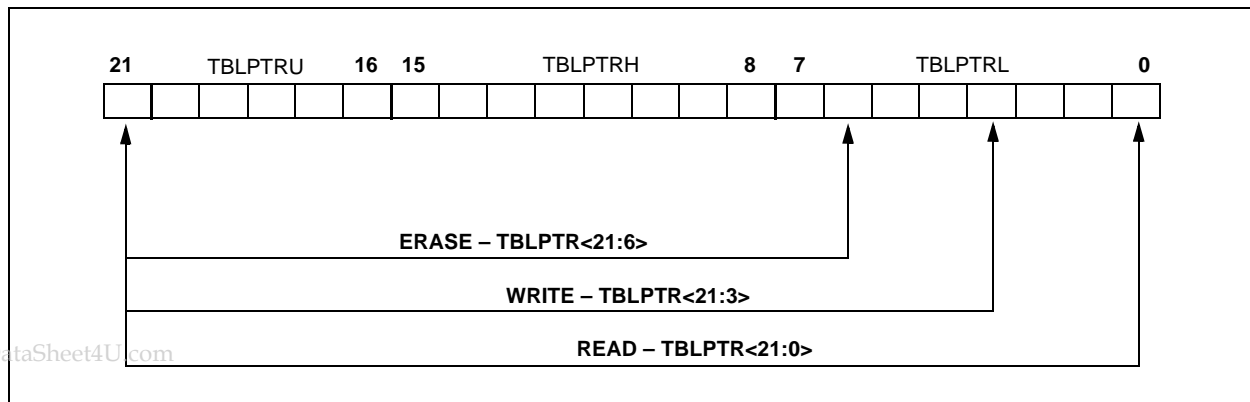 21 TBLPTRU 16 15 TBLPTRH 8 7 TBLPTRL 0
ERASE – TBLPTR<21:6>
WRITE – TBLPTR<21:3>
READ – TBLPTR<21:0>
ataSheet4U.com